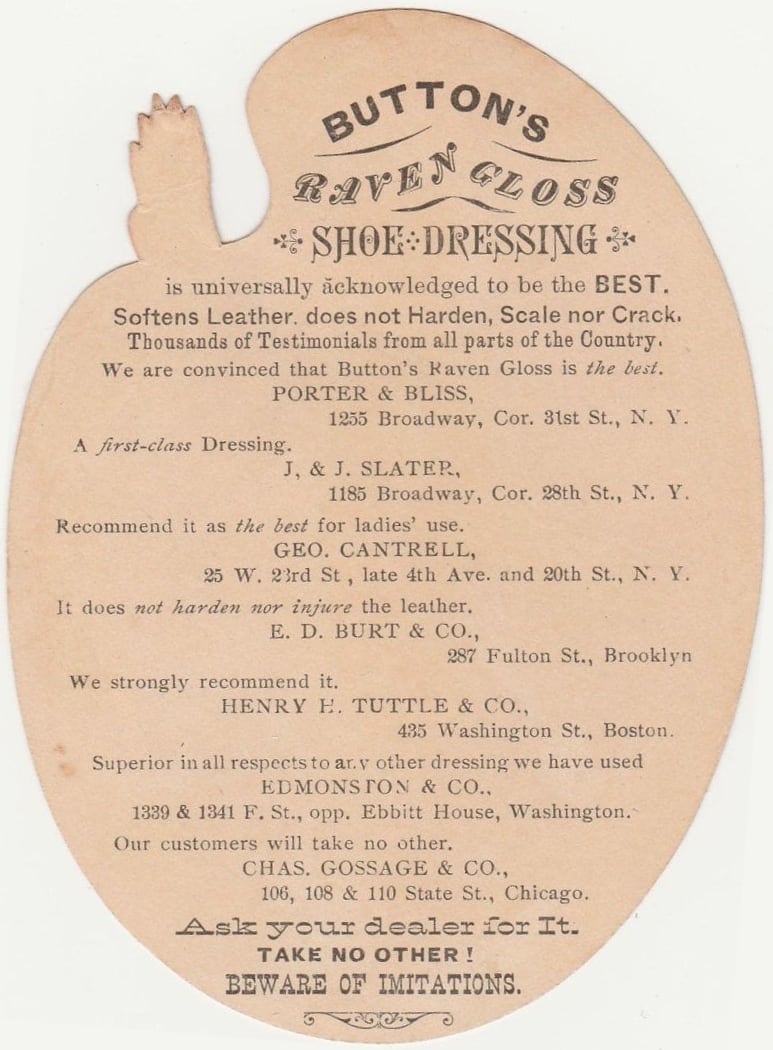 BUTTON'S
RAVEN GLOSS
SHOE DRESSING
is universally acknowledged to be the BEST.
Softens Leather. does not Harden, Scale nor Crack.
Thousands of Testimonials from all parts of the Country.
We are convinced that Button's Raven Gloss is the best.
PORTER & BLISS,
1255 Broadway, Cor. 31st St., N. Y.
A first-class Dressing.
J, & J. SLATER,
1185 Broadway, Cor. 28th St., N. Y.
Recommend it as the best for ladies' use.
GEO. CANTRELL,
25 W. 23rd St , late 4th Ave. and 20th St., N. Y.
It does not harden nor injure the leather.
E. D. BURT & CO.,
287 Fulton St., Brooklyn
We strongly recommend it.
HENRY H. TUTTLE & CO.,
435 Washington St., Boston.
Superior in all respects to any other dressing we have used
EDMONSTON & CO.,
1339 & 1341 F. St., opp. Ebbitt House, Washington.
Our customers will take no other.
CHAS. GOSSAGE & CO.,
106, 108 & 110 State St., Chicago.
Ask your dealer for It.
TAKE NO OTHER !
BEWARE OF IMITATIONS.